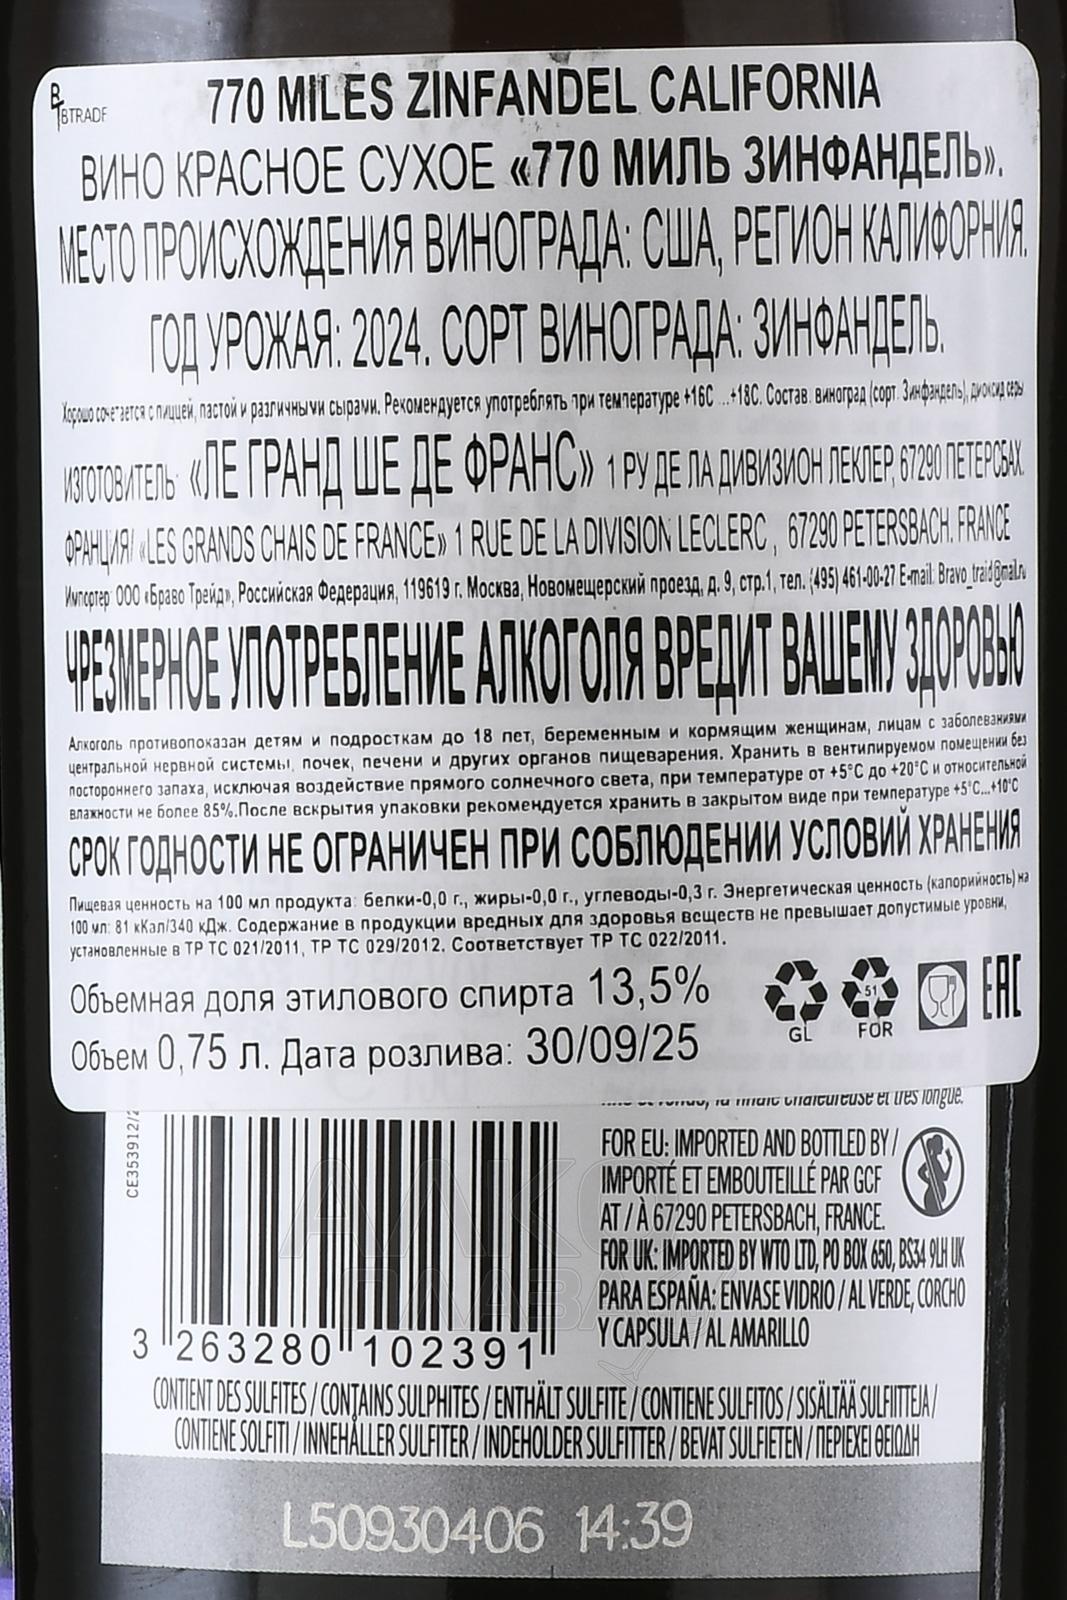 BTRADE
770 MILES ZINFANDEL CALIFORNIA
ВИНО КРАСНОЕ СУХОЕ «770 МИЛЬ ЗИНФАНДЕЛЬ».
МЕСТО ПРОИСХОЖДЕНИЯ ВИНОГРАДА: США, РЕГИОН КАЛИФОРНИЯ.
ГОД УРОЖАЯ: 2024. СОРТ ВИНОГРАДА: ЗИНФАНДЕЛЬ.
Хорошо сочетается с пиццей, пастой и различными сырами. Рекомендуется употреблять при температуре +16С ...+18С. Состав: виноград (сорт Зинфандель), диоксид серы
ИЗГОТОВИТЕЛЬ: «ЛЕ ГРАНД ШЕ ДЕ ФРАНС» 1 РУ ДЕ ЛА ДИВИЗИОН ЛЕКЛЕР, 67290 ПЕТЕРСБАХ.
ФРАНЦИЯ/ «LES GRANDS CHAIS DE FRANCE» 1 RUE DE LA DIVISION LECLERC , 67290 PETERSBACH. FRANCE
Импортер ООО «Браво Трейд», Российская Федерация, 119619 г. Москва, Новомещерский проезд, д. 9, стр.1, тел. (495) 461-00-27 E-mail: Bravo_traid@mail.ru
ЧРЕЗМЕРНОЕ УПОТРЕБЛЕНИЕ АЛКОГОЛЯ ВРЕДИТ ВАШЕМУ ЗДОРОВЬЮ
Алкоголь противопоказан детям и подросткам до 18 лет, беременным и кормящим женщинам, лицам с заболеваниями
центральной нервной системы, почек, печени и других органов пищеварения. Хранить в вентилируемом помещении без
постороннего запаха, исключая воздействие прямого солнечного света, при температуре от +5°С до +20°С и относительной
влажности не более 85%.После вскрытия упаковки рекомендуется хранить в закрытом виде при температуре +5°С...+10°С
СРОК ГОДНОСТИ НЕ ОГРАНИЧЕН ПРИ СОБЛЮДЕНИИ УСЛОВИЙ ХРАНЕНИЯ
Пищевая ценность на 100 мл продукта: белки-0,0 г., жиры-0,0 г., углеводы-0,3 г. Энергетическая ценность (калорийность) на
100 мл: 81 кКал/340 кДж. Содержание в продукции вредных для здоровья веществ не превышает допустимые уровни,
установленные в ТР ТС 021/2011, ТР ТС 029/2012. Соответствует ТР ТС 022/2011.
Объемная доля этилового спирта 13,5%
Объем 0,75 л. Дата розлива: 30/09/25
GL
51
FOR
EAC
la finale chaleureuse et très longue.
CE353912/2
FOR EU: IMPORTED AND BOTTLED BY /
IMPORTÉ ET EMBOUTEILLÉ PAR GCF
AT / À 67290 PETERSBACH, FRANCE.
FOR UK: IMPORTED BY WTO LTD, PO BOX 650, BS34 9LH UK
PARA ESPAÑA: ENVASE VIDRIO / AL VERDE, CORCHO
Y CAPSULA / AL AMARILLO
3 263280 102391
CONTIENT DES SULFITES / CONTAINS SULPHITES / ENTHÄLT SULFITE / CONTIENE SULFITOS / SISÄLTÄÄ SULFIITTEJA /
CONTIENE SOLFITI / INNEHÅLLER SULFITER / INDEHOLDER SULFITTER / BEVAT SULFIETEN / ΠΕΡΙΕΧΕΙ ΘΕΙΩΔΗ
L50930406 14:39
АЛКО
ГЛАВА